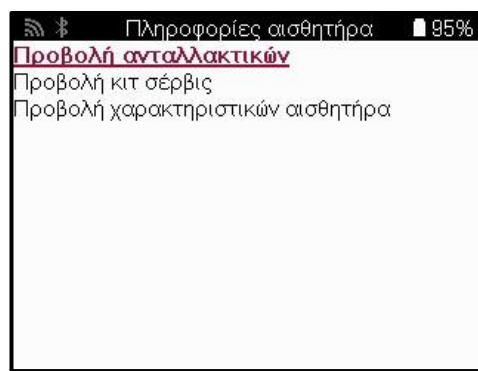 Πληροφορίες αισθητήρα 95%
Προβολή ανταλλακτικών
Προβολή κιτ σέρβις
Προβολή χαρακτηριστικών αισθητήρα